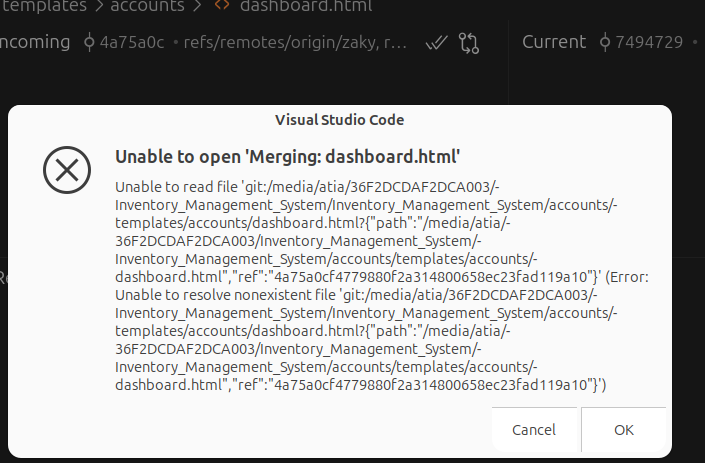 templates > accounts > <> dashboard.html
ncoming 4a75a0c • refs/remotes/origin/zaky, r...
Current 7494729 •
Visual Studio Code
Unable to open 'Merging: dashboard.html'
Unable to read file 'git:/media/atia/36F2DCDAF2DCA003/-
Inventory_Management_System/Inventory_Management_System/accounts/-
templates/accounts/dashboard.html?{"path":"/media/atia/-
36F2DCDAF2DCA003/Inventory_Management_System/-
Inventory_Management_System/accounts/templates/accounts/-
dashboard.html","ref":"4a75a0cf4779880f2a314800658ec23fad119a10"}' (Error:
Unable to resolve nonexistent file 'git:/media/atia/36F2DCDAF2DCA003/-
Inventory_Management_System/Inventory_Management_System/accounts/-
templates/accounts/dashboard.html?{"path":"/media/atia/-
36F2DCDAF2DCA003/Inventory_Management_System/-
Inventory_Management_System/accounts/templates/accounts/-
dashboard.html","ref":"4a75a0cf4779880f2a314800658ec23fad119a10"}')
Cancel
OK